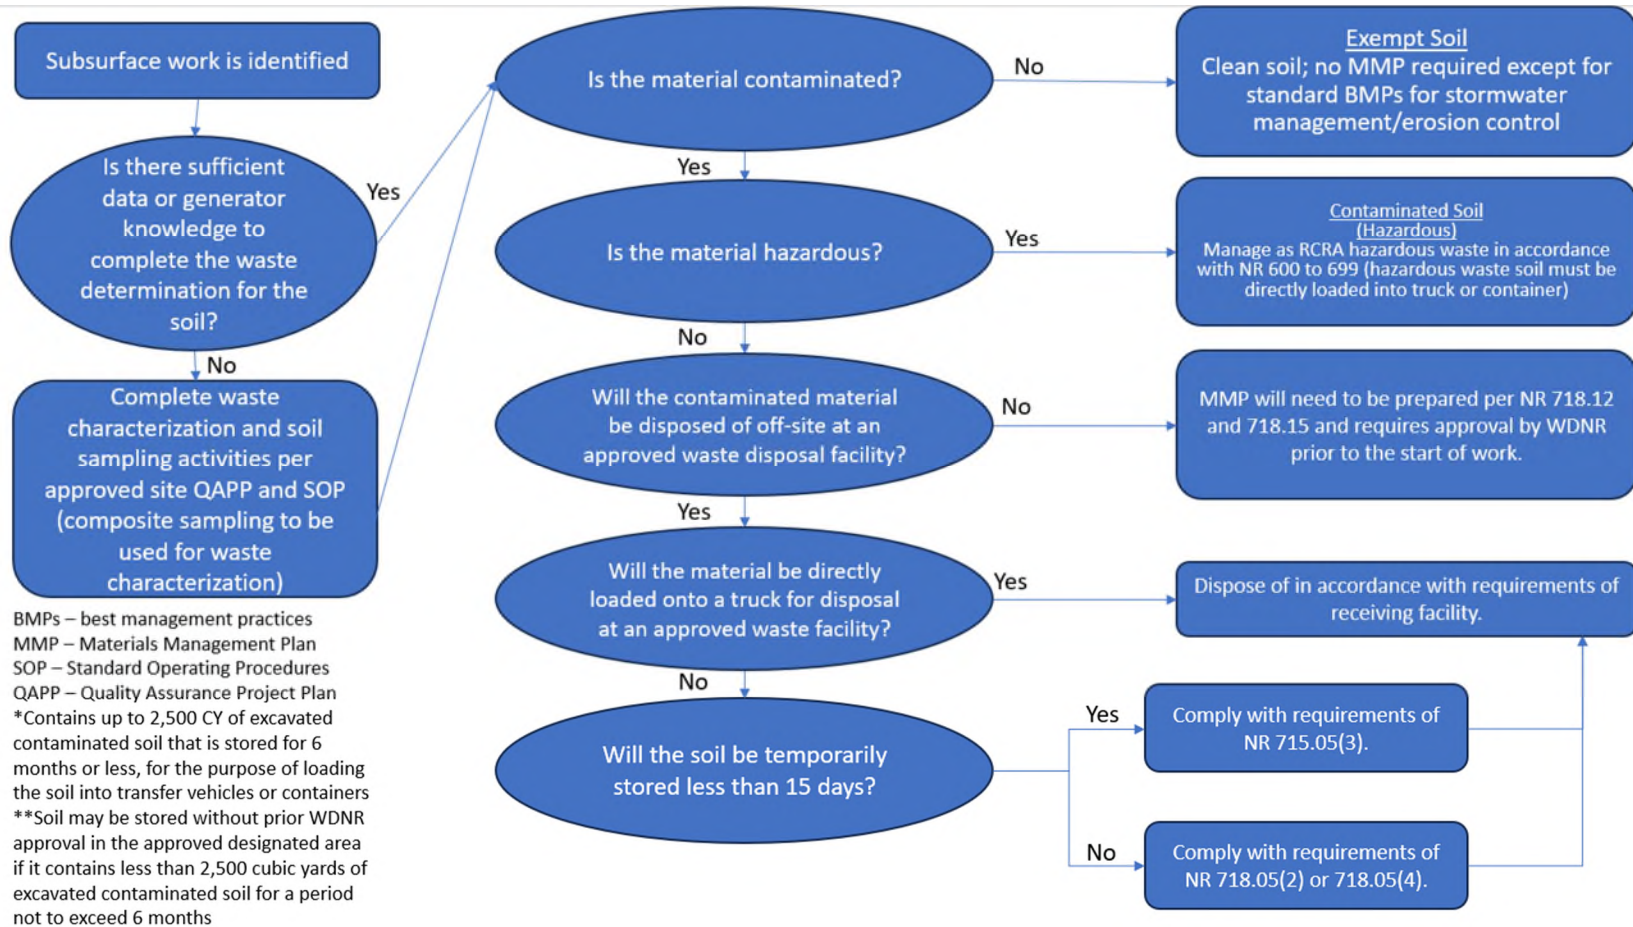 Subsurface work is identified
Is there sufficient
data or generator
knowledge to
complete the waste
determination for the
soil?
Yes
No
Complete waste
characterization and soil
sampling activities per
approved site QAPP and SOP
(composite sampling to be
used for waste
characterization)
BMPs – best management practices
MMP – Materials Management Plan
SOP – Standard Operating Procedures
QAPP – Quality Assurance Project Plan
*Contains up to 2,500 CY of excavated
contaminated soil that is stored for 6
months or less, for the purpose of loading
the soil into transfer vehicles or containers
**Soil may be stored without prior WDNR
approval in the approved designated area
if it contains less than 2,500 cubic yards of
excavated contaminated soil for a period
not to exceed 6 months
Is the material contaminated?
No
Exempt Soil
Clean soil; no MMP required except for
standard BMPs for stormwater
management/erosion control
Yes
Is the material hazardous?
Yes
Contaminated Soil
(Hazardous)
Manage as RCRA hazardous waste in accordance
with NR 600 to 699 (hazardous waste soil must be
directly loaded into truck or container)
No
Will the contaminated material
be disposed of off-site at an
approved waste disposal facility?
No
MMP will need to be prepared per NR 718.12
and 718.15 and requires approval by WDNR
prior to the start of work.
Yes
Will the material be directly
loaded onto a truck for disposal
at an approved waste facility?
Yes
Dispose of in accordance with requirements of
receiving facility.
No
Will the soil be temporarily
stored less than 15 days?
Yes
Comply with requirements of
NR 715.05(3).
No
Comply with requirements of
NR 718.05(2) or 718.05(4).